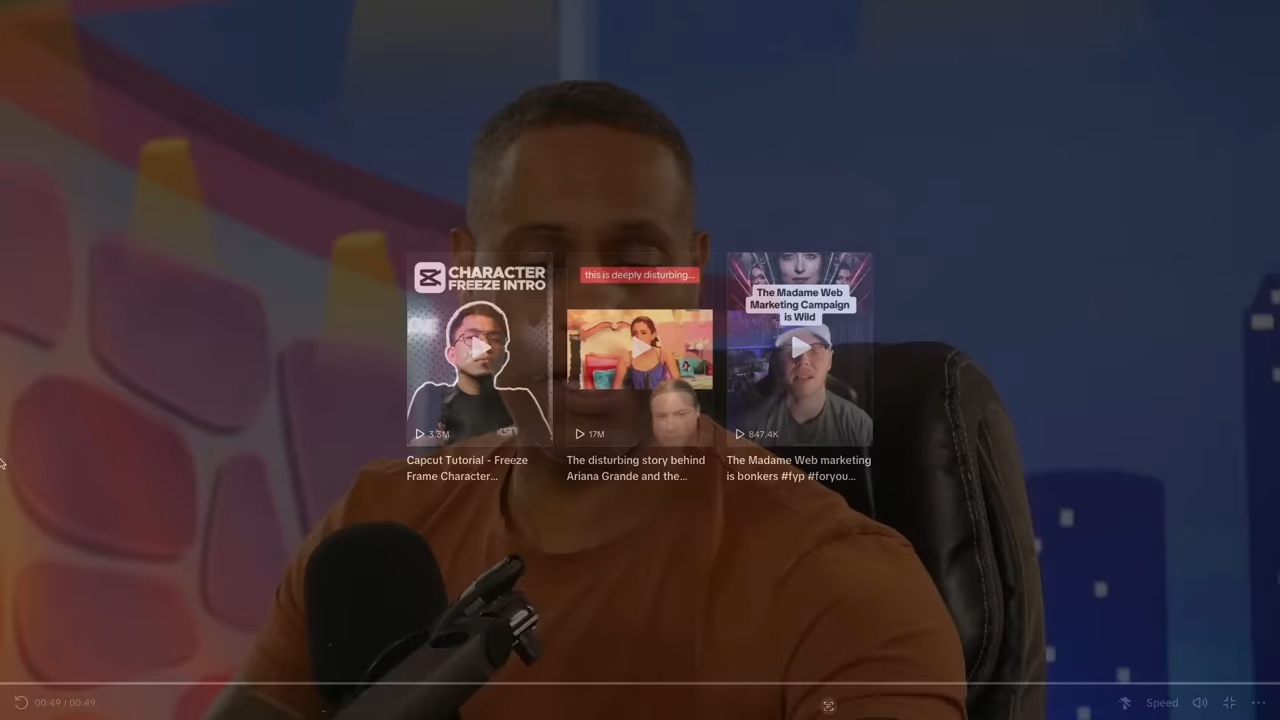 CHARACTER
FREEZE INTRO
3.3M
Capcut Tutorial - Freeze
Frame Character...
this is deeply disturbing...
17M
The disturbing story behind
Ariana Grande and the...
The Madame Web
Marketing Campaign
is Wild
847.4K
The Madame Web marketing
is bonkers #fyp #foryou...
00:49 / 00:49
Speed